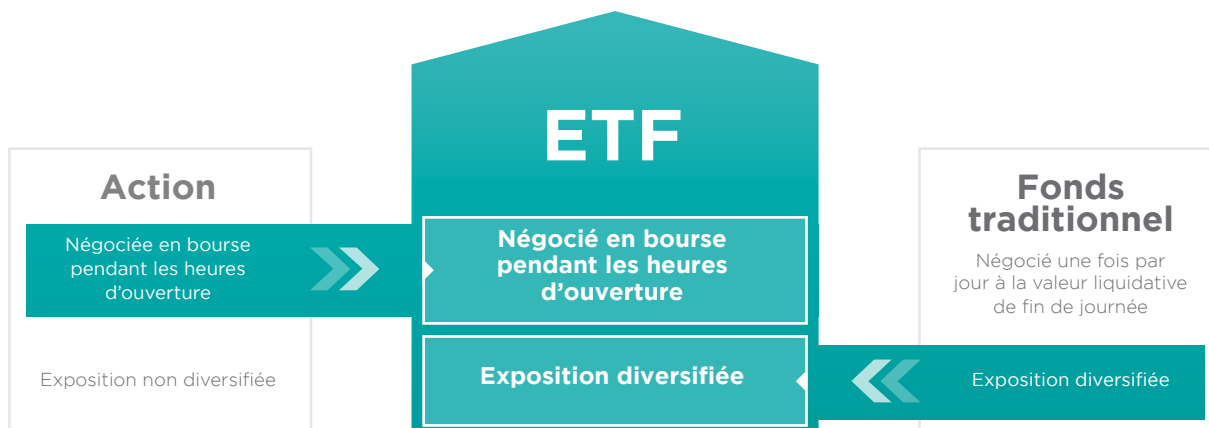 Action
Négociée en bourse
pendant les heures
d’ouverture
Exposition non diversifiée
ETF
Négocié en bourse
pendant les heures
d’ouverture
Exposition diversifiée
Fonds
traditionnel
Négocié une fois par
jour à la valeur liquidative
de fin de journée
Exposition diversifiée